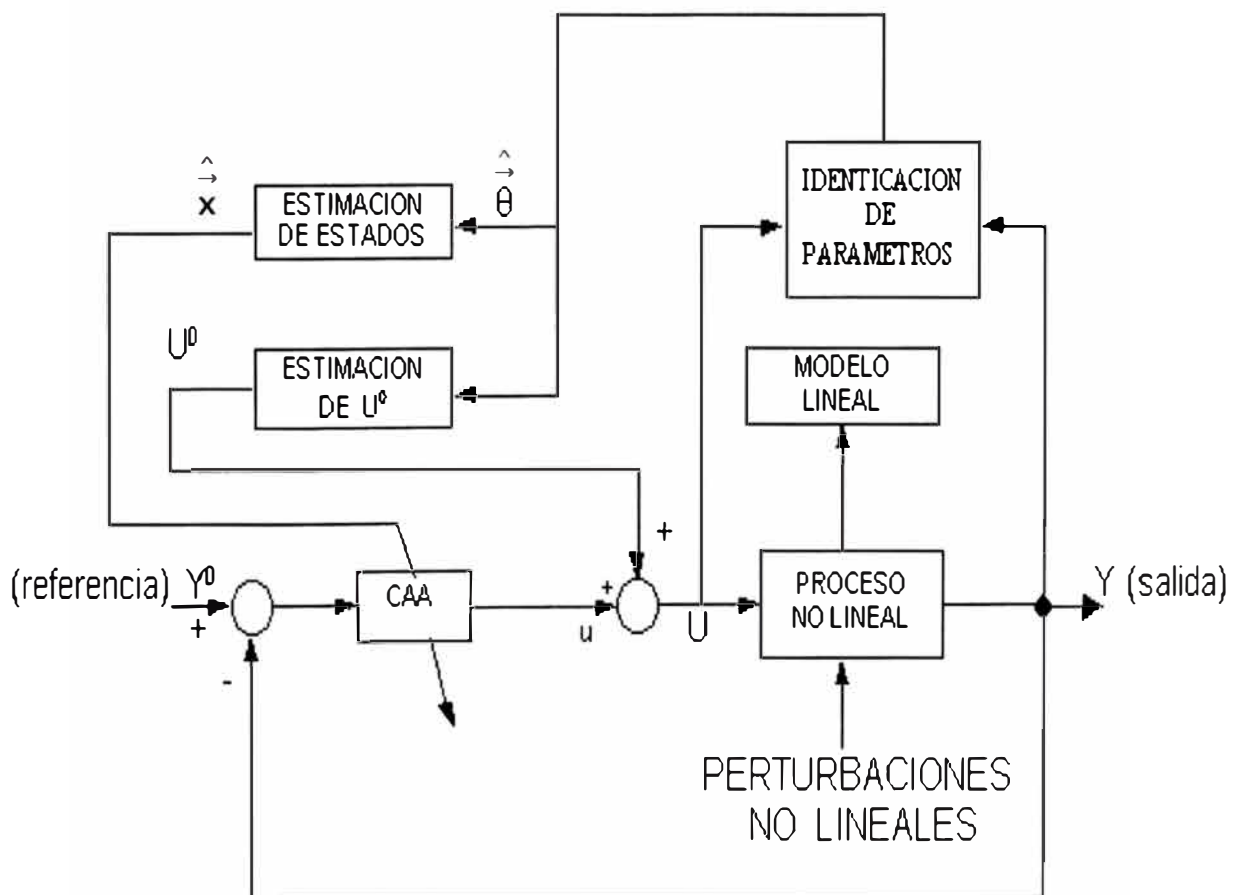 IDENTICACION
DE
PARAMETROS
x̂⃗
ESTIMACION
DE ESTADOS
θ̂⃗
U⁰
ESTIMACION
DE U⁰
MODELO
LINEAL
+
(referencia) Y⁰
+
-
CAA
+
u
U
PROCESO
NO LINEAL
Y (salida)
PERTURBACIONES
NO LINEALES